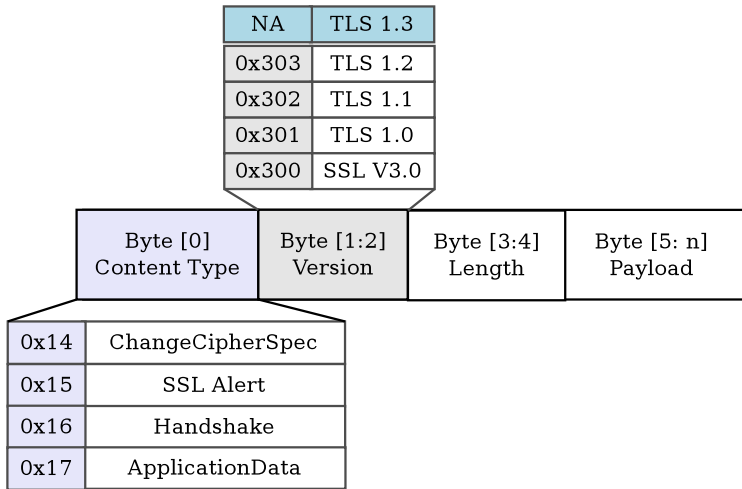 NA TLS 1.3
0x303 TLS 1.2
0x302 TLS 1.1
0x301 TLS 1.0
0x300 SSL V3.0
Byte [0]
Content Type
Byte [1:2]
Version
Byte [3:4]
Length
Byte [5: n]
Payload
0x14 ChangeCipherSpec
0x15 SSL Alert
0x16 Handshake
0x17 ApplicationData